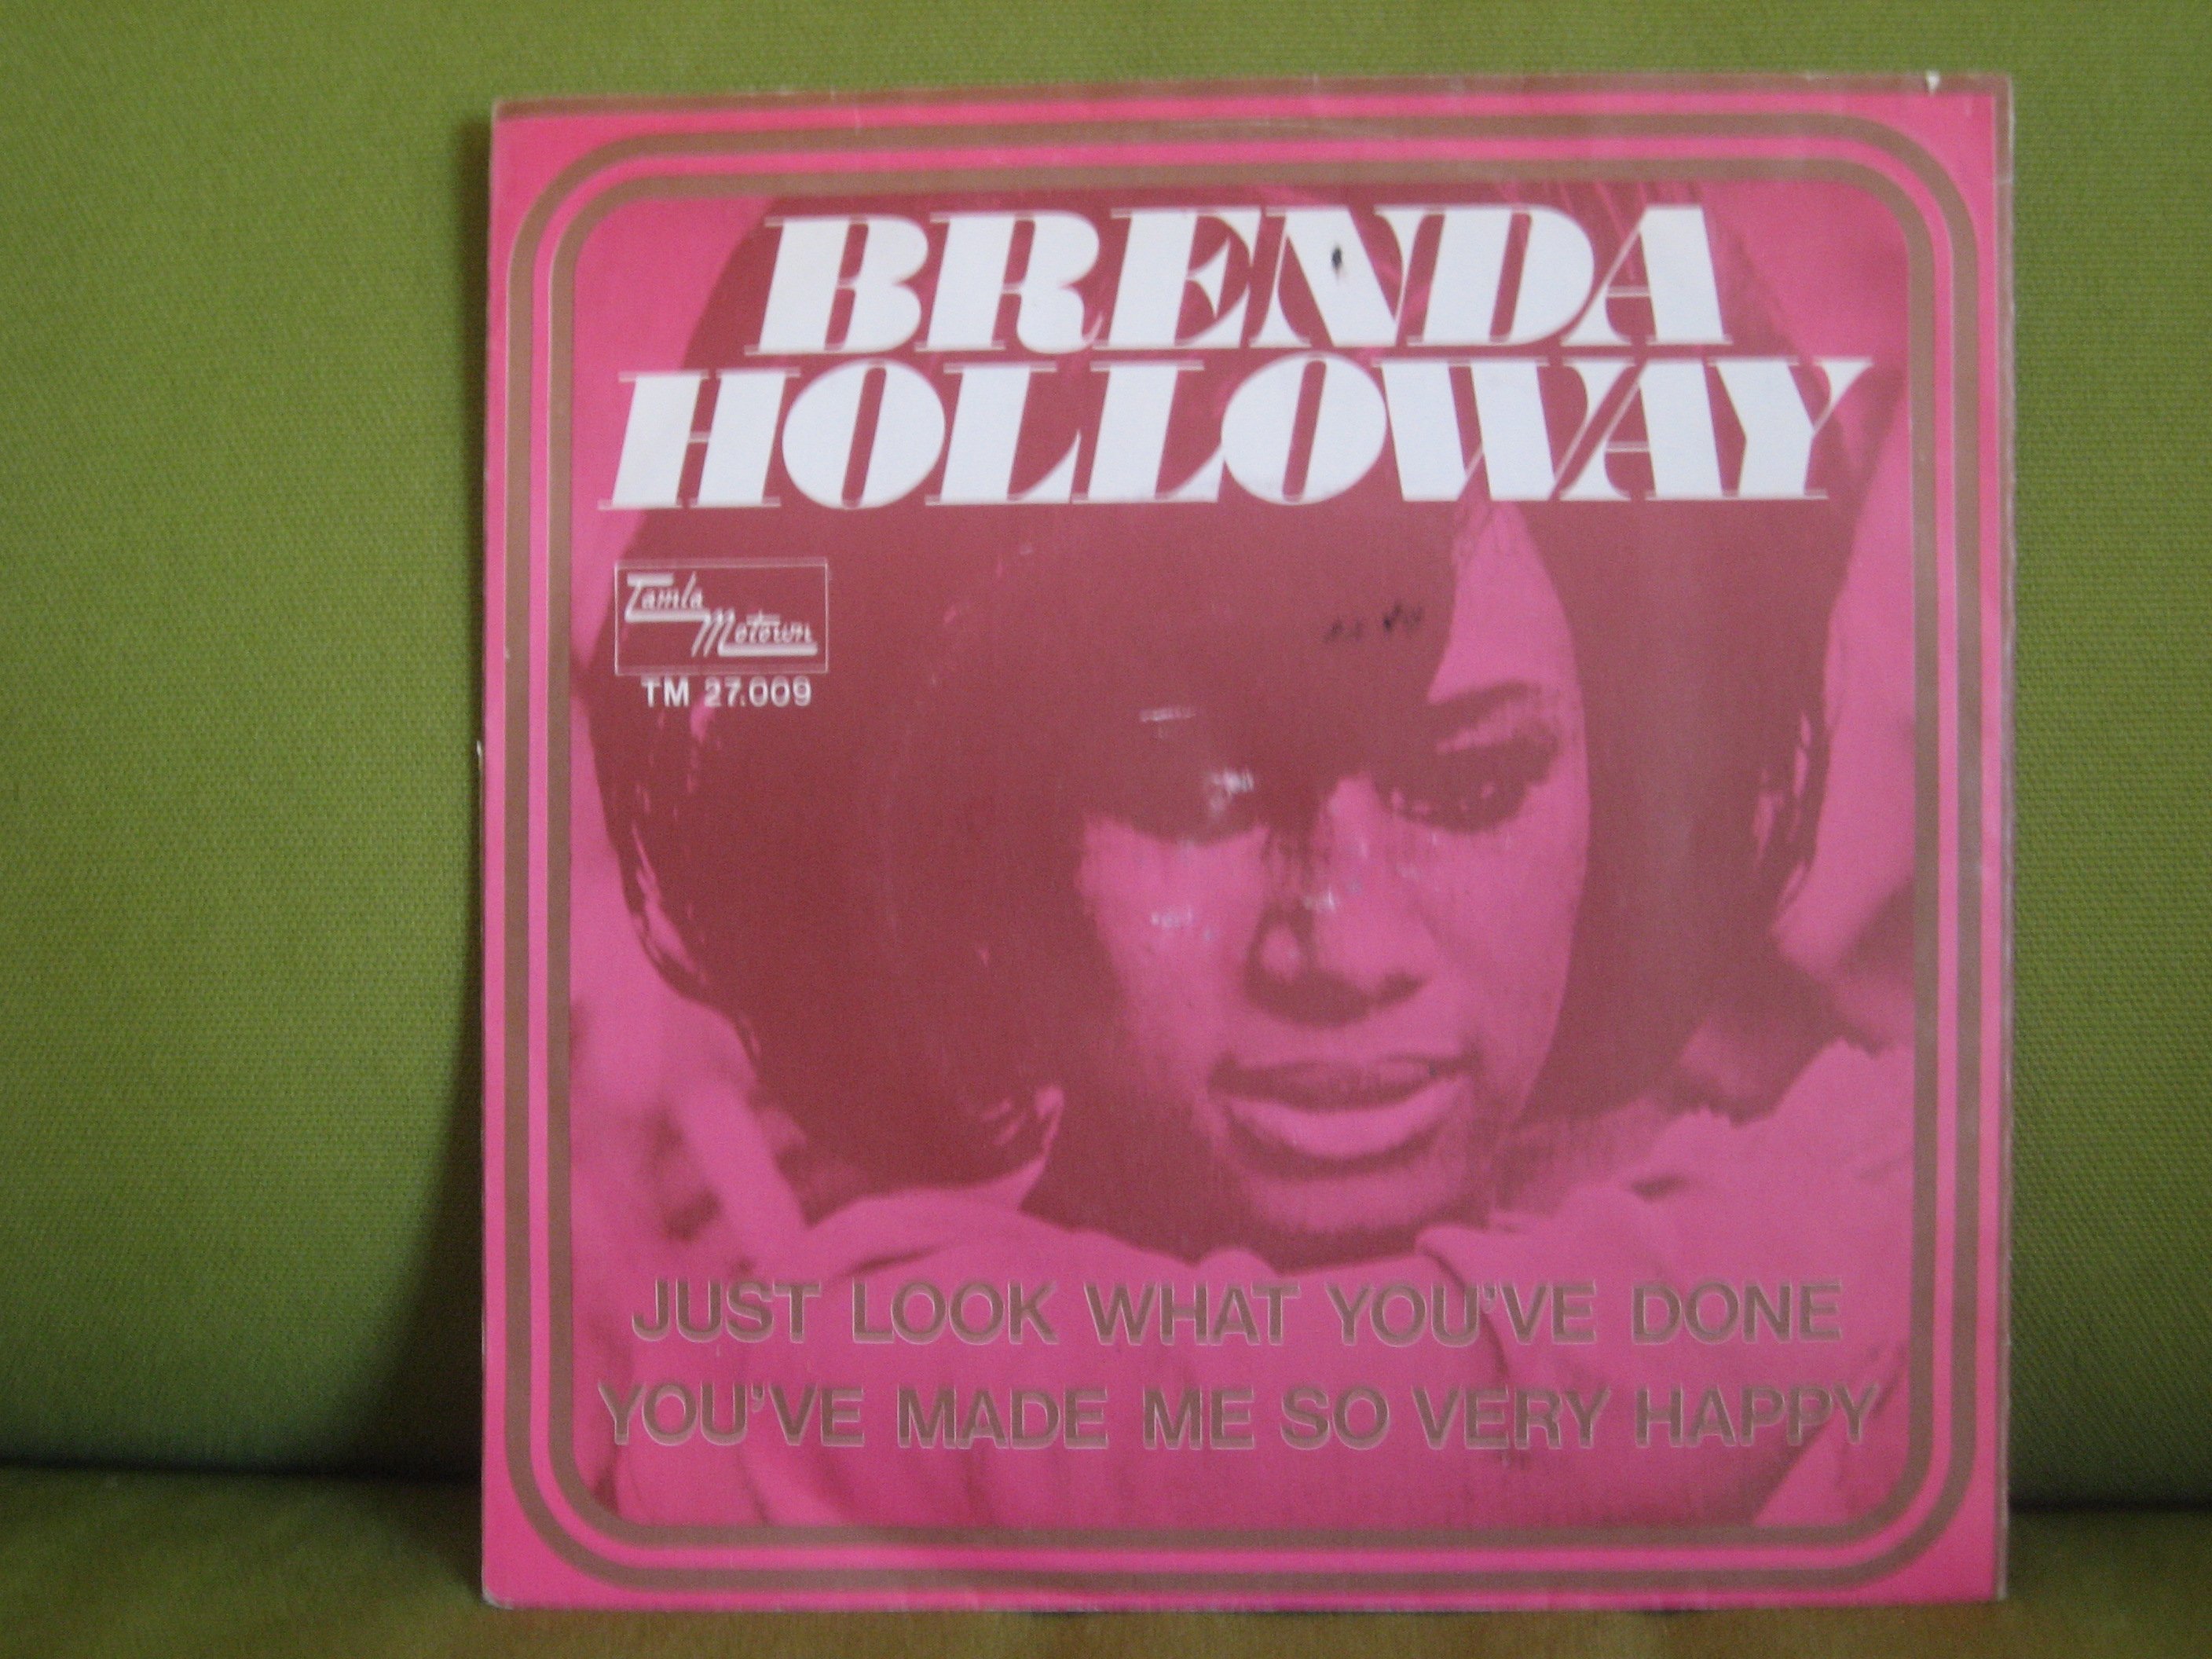 BRENDA
HOLLOWAY
Tamla
Motown
TM 27.009
JUST LOOK WHAT YOU'VE DONE
YOU'VE MADE ME SO VERY HAPPY